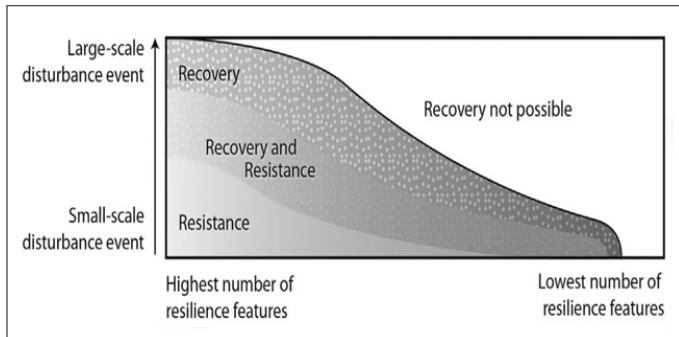 Large-scale
disturbance event
Recovery
Recovery not possible
Recovery and
Resistance
Small-scale
disturbance event
Resistance
Highest number of
resilience features
Lowest number of
resilience features